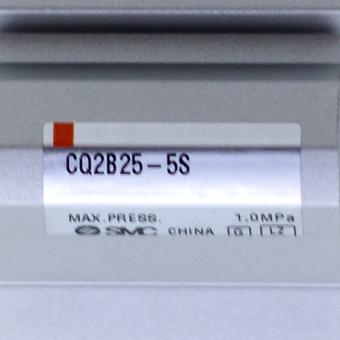 CQ2B25-5S
MAX.PRESS. 1.0MPa
SMC CHINA G LZ